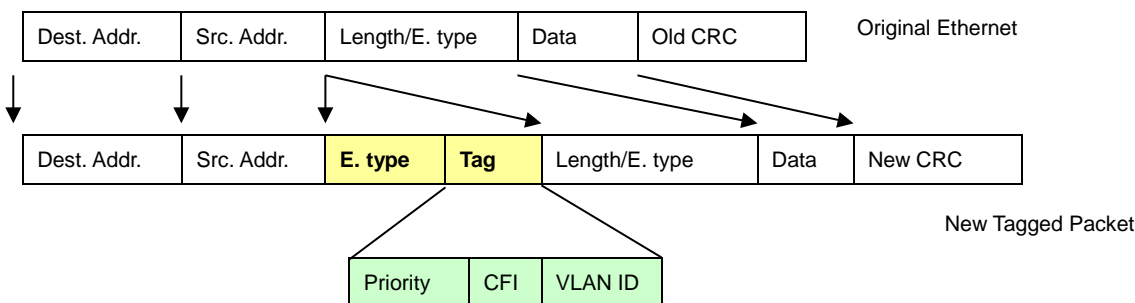 Dest. Addr. Src. Addr. Length/E. type Data Old CRC Original Ethernet
Dest. Addr. Src. Addr. E. type Tag Length/E. type Data New CRC
New Tagged Packet
Priority CFI VLAN ID